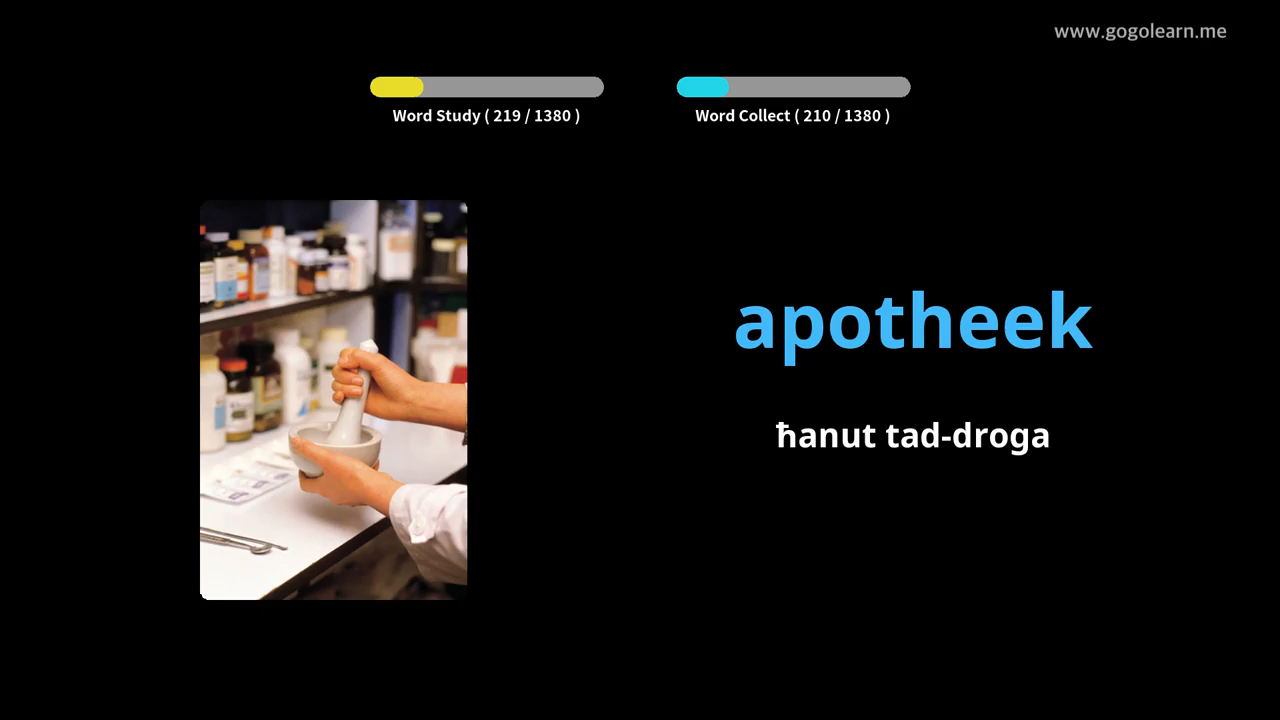 www.gogolearn.me
Word Study ( 219 / 1380 )
Word Collect ( 210 / 1380 )
apotheek
ħanut tad-droga